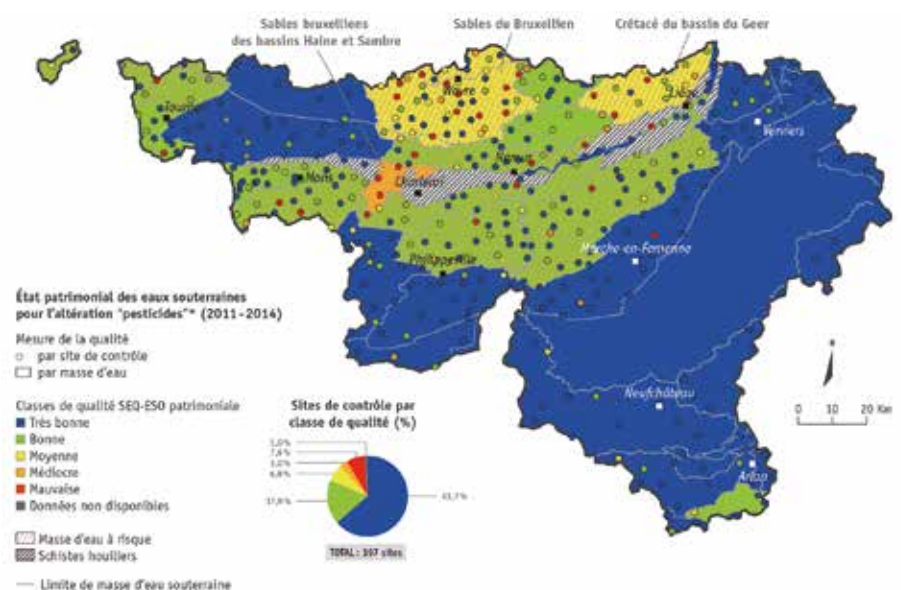 Sables bruxelliens
des bassins Haine et Sambre
Sables du Bruxellien
Crétacé du bassin du Geer
Wavre
Liège
Tournai
Verviers
Namur
Mons
Charleroi
Marche-en-Famenne
Philippeville
Neufchâteau
Arlon
État patrimonial des eaux souterraines
pour l'altération "pesticides"* (2011-2014)
Mesure de la qualité
par site de contrôle
par masse d'eau
Classes de qualité SEQ-ESO patrimoniale
Très bonne
Bonne
Moyenne
Médiocre
Mauvaise
Données non disponibles
Masse d'eau à risque
Schistes houillers
Limite de masse d'eau souterraine
Sites de contrôle par
classe de qualité (%)
TOTAL : sites
0 10 20 Km